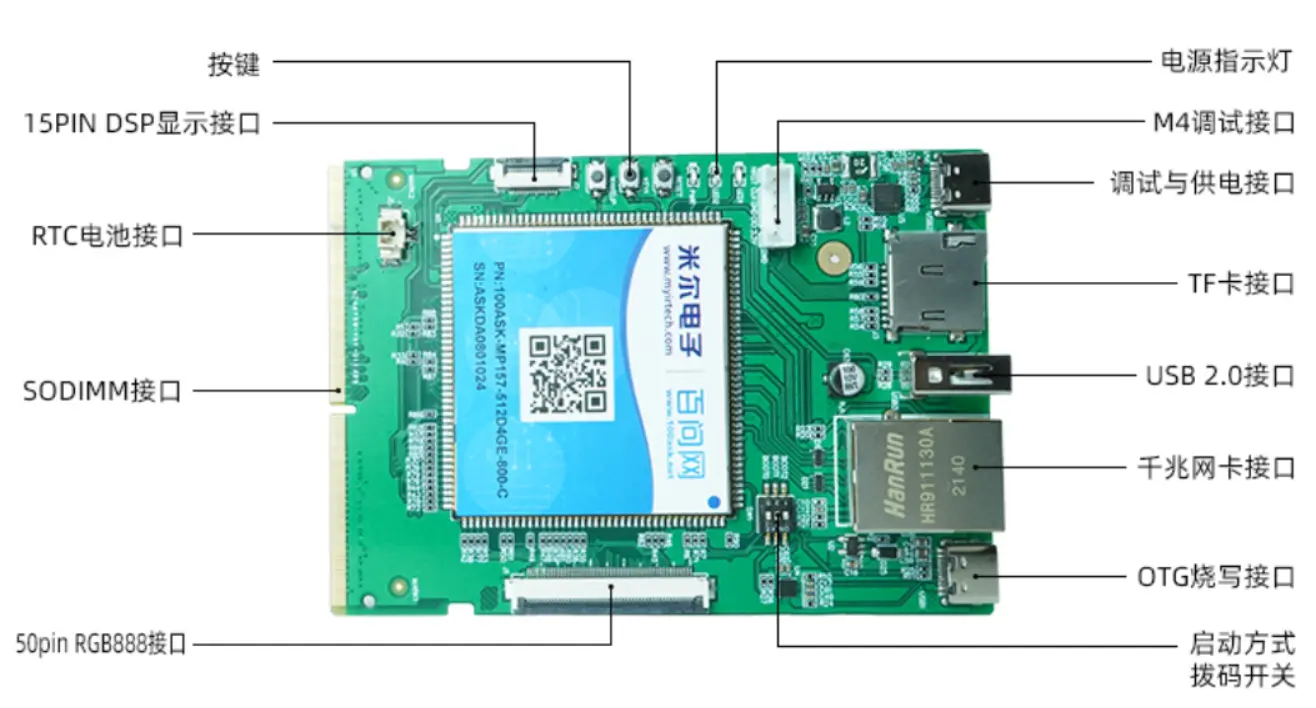 按键
15PIN DSP显示接口
RTC电池接口
SODIMM接口
50pin RGB888接口
电源指示灯
M4调试接口
调试与供电接口
TF卡接口
USB 2.0接口
千兆网卡接口
OTG烧写接口
启动方式
拨码开关
米尔电子
www.myirtech.com
百问网
www.100ask.net
PN:100ASK-MP157-512D4GE-800-C
SN:ASKDA0801024
HanRun
HR911130A
2140